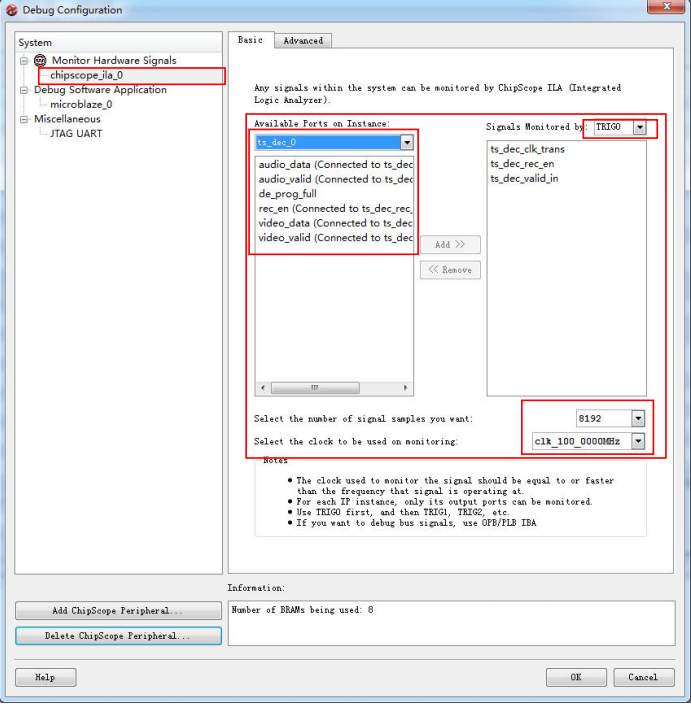 Debug Configuration
System
Monitor Hardware Signals
chipscope_ila_0
Debug Software Application
microblaze_0
Miscellaneous
JTAG UART
Basic
Advanced
Any signals within the system can be monitored by ChipScope ILA (Integrated
Logic Analyzer).
Available Ports on Instance:
ts_dec_0
audio_data (Connected to ts_dec
audio_valid (Connected to ts_dec
de_prog_full
rec_en (Connected to ts_dec_rec_
video_data (Connected to ts_dec
video_valid (Connected to ts_dec
Add >>
<< Remove
Signals Monitored by: TRIG0
ts_dec_clk_trans
ts_dec_rec_en
ts_dec_valid_in
Select the number of signal samples you want: 8192
Select the clock to be used on monitoring: clk_100_0000MHz
Notes
• The clock used to monitor the signal should be equal to or faster
than the frequency that signal is operating at.
• For each IP instance, only its output ports can be monitored.
• Use TRIG0 first, and then TRIG1, TRIG2, etc.
• If you want to debug bus signals, use OPB/PLB IBA
Information:
Number of BRAMs being used: 8
Add ChipScope Peripheral...
Delete ChipScope Peripheral...
Help
OK
Cancel